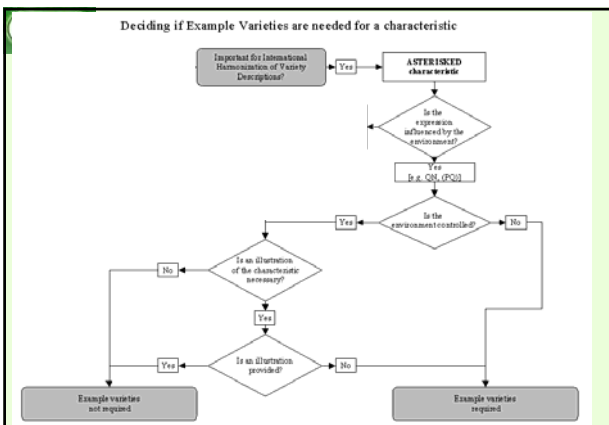 Deciding if Example Varieties are needed for a characteristic
Important for International
Harmonization of Variety
Descriptions?
Yes
ASTERISKED
characteristic
Is the
expression
influenced by the
environment?
Yes
[e.g. QN, (PQ)]
Yes
Is the
environment controlled?
No
Is an illustration
of the characteristic
necessary?
No
Yes
Is an illustration
provided?
Yes
No
Example varieties
not required
Example varieties
required